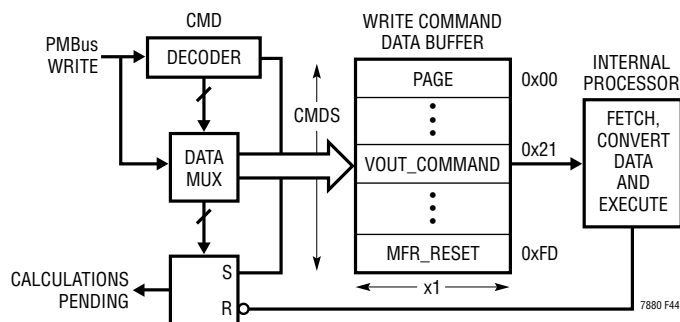 CMD
PMBus
WRITE
DECODER
DATA
MUX
S
R
CALCULATIONS
PENDING
CMDS
WRITE COMMAND
DATA BUFFER
PAGE
0x00
VOUT_COMMAND
0x21
MFR_RESET
0xFD
x1
INTERNAL
PROCESSOR
FETCH,
CONVERT
DATA
AND
EXECUTE
7880 F44